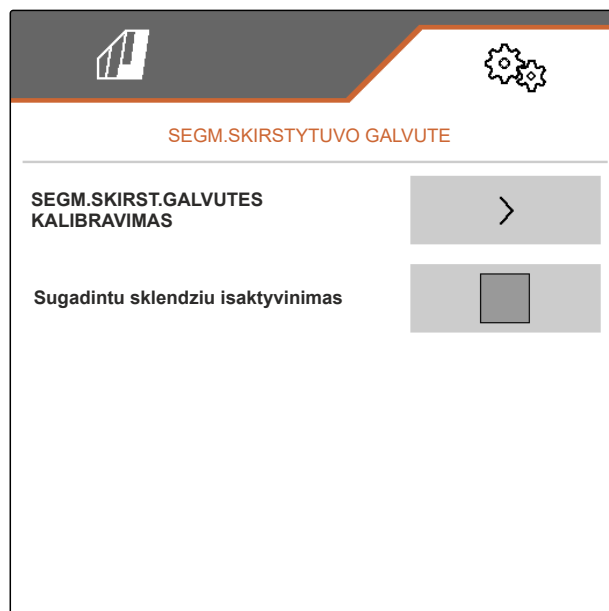 SEGM.SKIRSTYTUVO GALVUTE
SEGM.SKIRST.GALVUTES
KALIBRAVIMAS
Sugadintu sklendziu isaktyvinimas